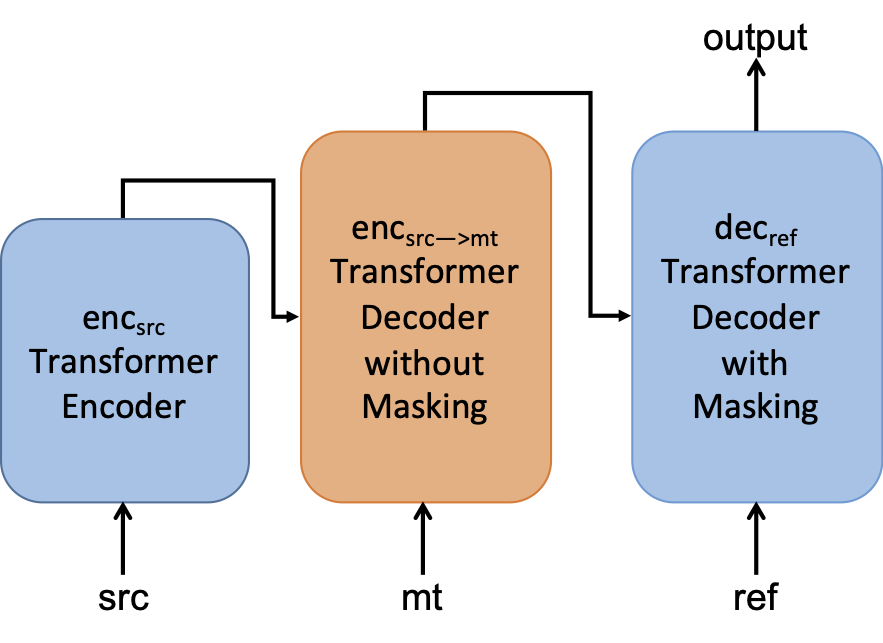 output
enc src—>mt
Transformer
Decoder
without
Masking
dec ref
Transformer
Decoder
with
Masking
enc src
Transformer
Encoder
src
mt
ref